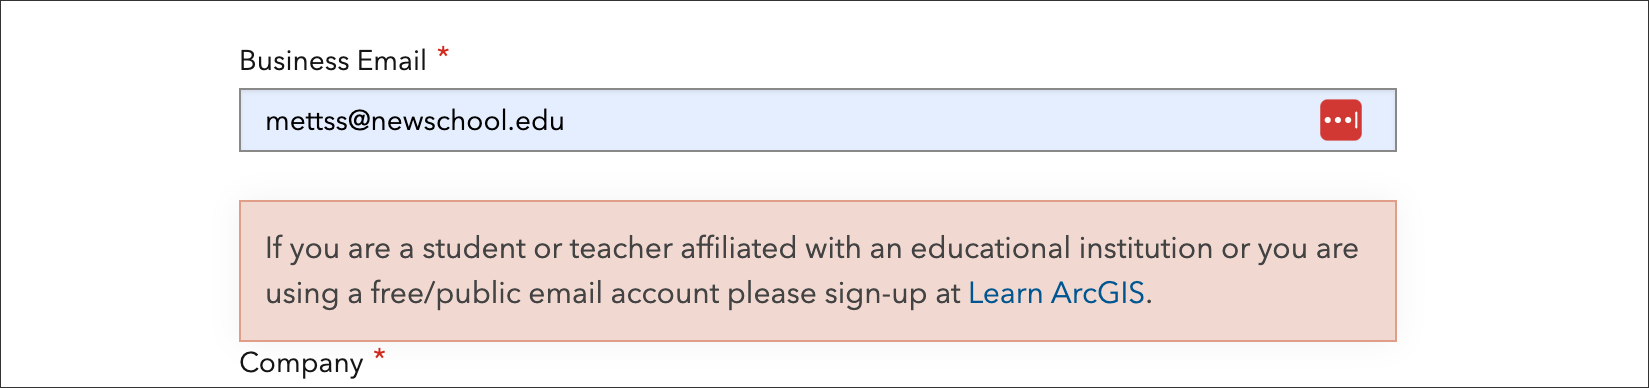 Business Email *
mettss@newschool.edu
If you are a student or teacher affiliated with an educational institution or you are
using a free/public email account please sign-up at Learn ArcGIS.
Company *